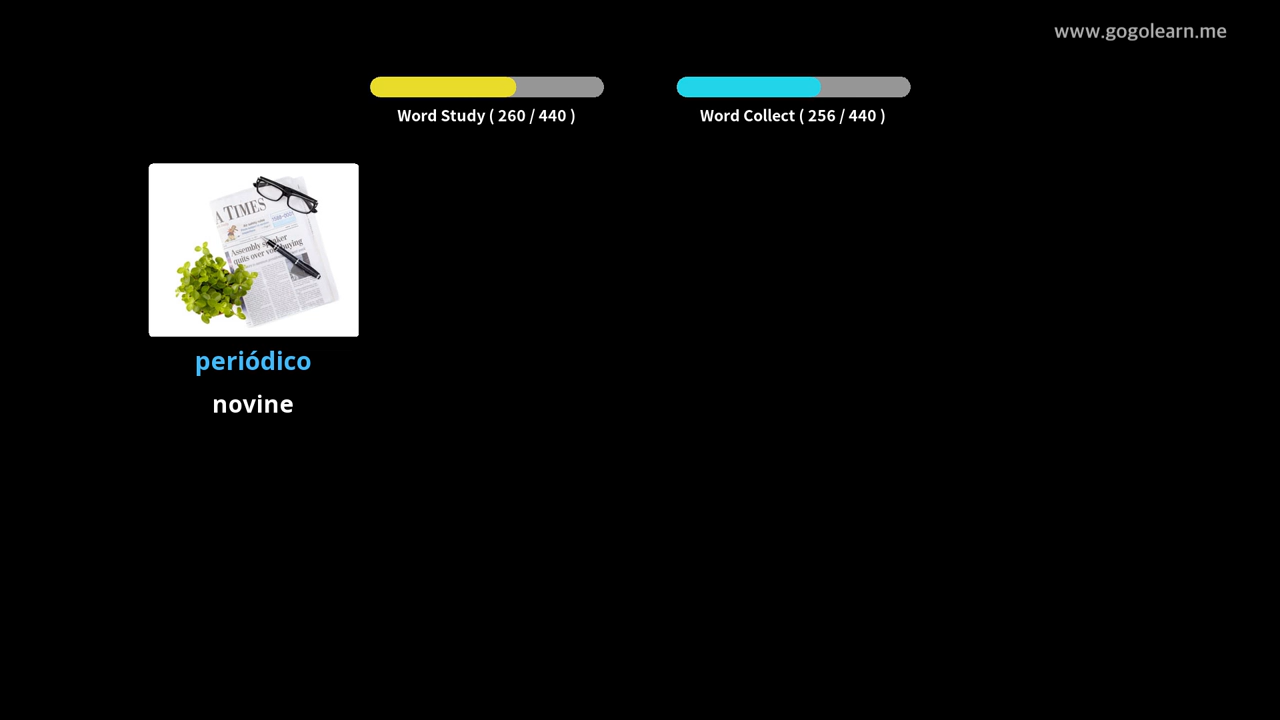 www.gogolearn.me
Word Study ( 260 / 440 )
Word Collect ( 256 / 440 )
A TIMES
Assembly
quits over
periódico
novine